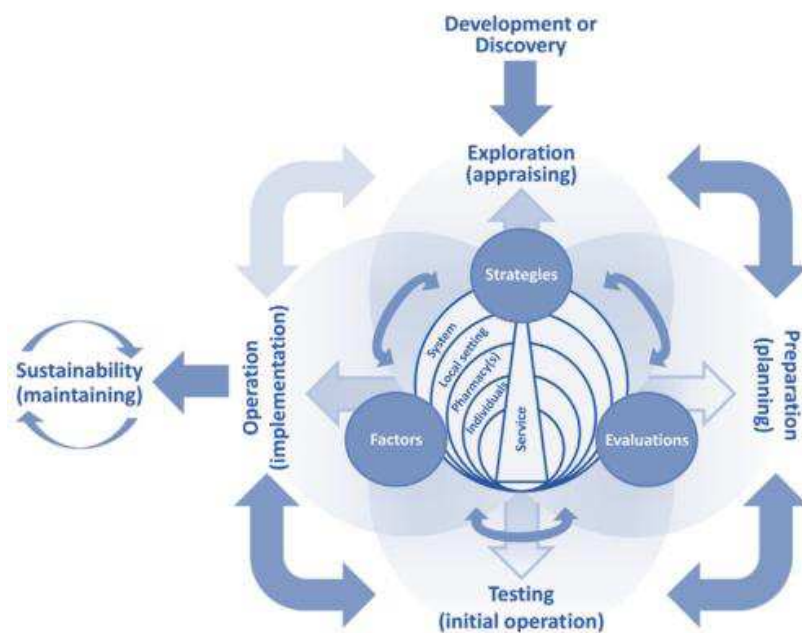 Development or
Discovery
Exploration
(appraising)
Strategies
System
Local setting
Pharmacy(s)
Individuals
Service
Sustainability
(maintaining)
Operation
(implementation)
Factors
Evaluations
Preparation
(planning)
Testing
(initial operation)